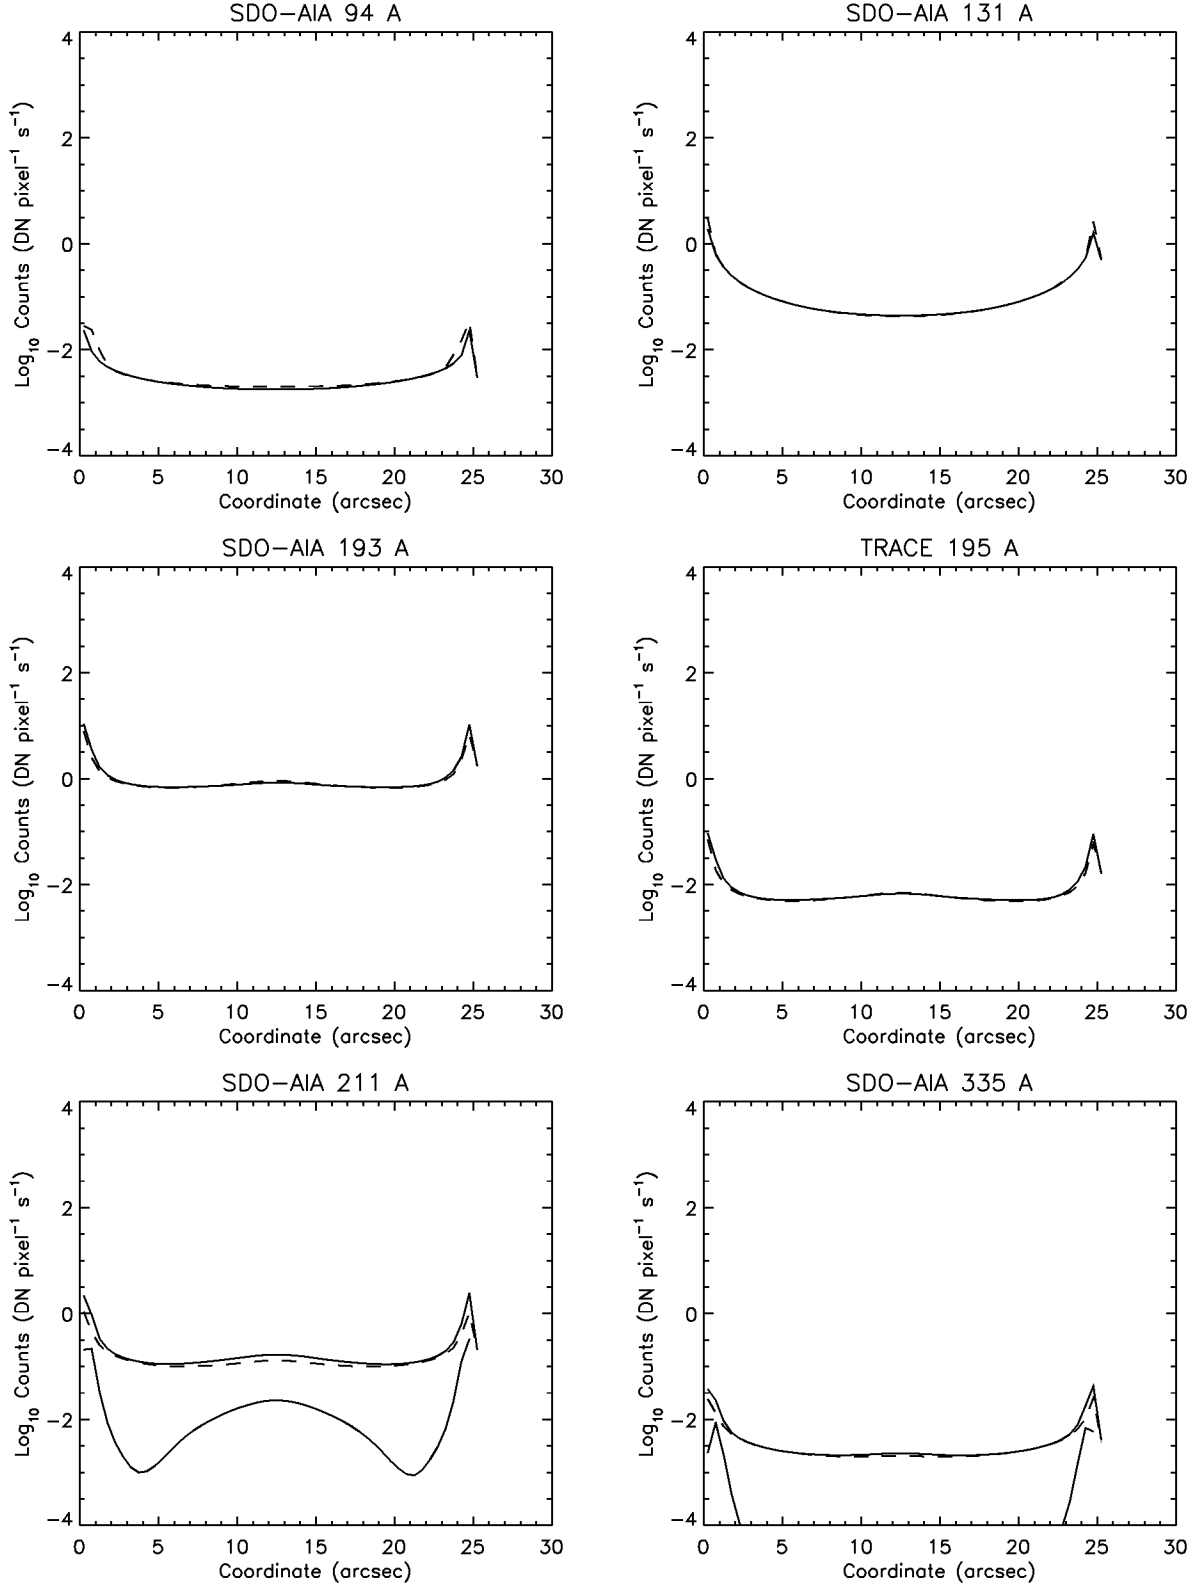 SDO-AIA 94 A
4
2
0
-2
-4
Log10 Counts (DN pixel-1 s-1)
0 5 10 15 20 25 30
Coordinate (arcsec)
SDO-AIA 131 A
4
2
0
-2
-4
Log10 Counts (DN pixel-1 s-1)
0 5 10 15 20 25 30
Coordinate (arcsec)
SDO-AIA 193 A
4
2
0
-2
-4
Log10 Counts (DN pixel-1 s-1)
0 5 10 15 20 25 30
Coordinate (arcsec)
TRACE 195 A
4
2
0
-2
-4
Log10 Counts (DN pixel-1 s-1)
0 5 10 15 20 25 30
Coordinate (arcsec)
SDO-AIA 211 A
4
2
0
-2
-4
Log10 Counts (DN pixel-1 s-1)
0 5 10 15 20 25 30
Coordinate (arcsec)
SDO-AIA 335 A
4
2
0
-2
-4
Log10 Counts (DN pixel-1 s-1)
0 5 10 15 20 25 30
Coordinate (arcsec)